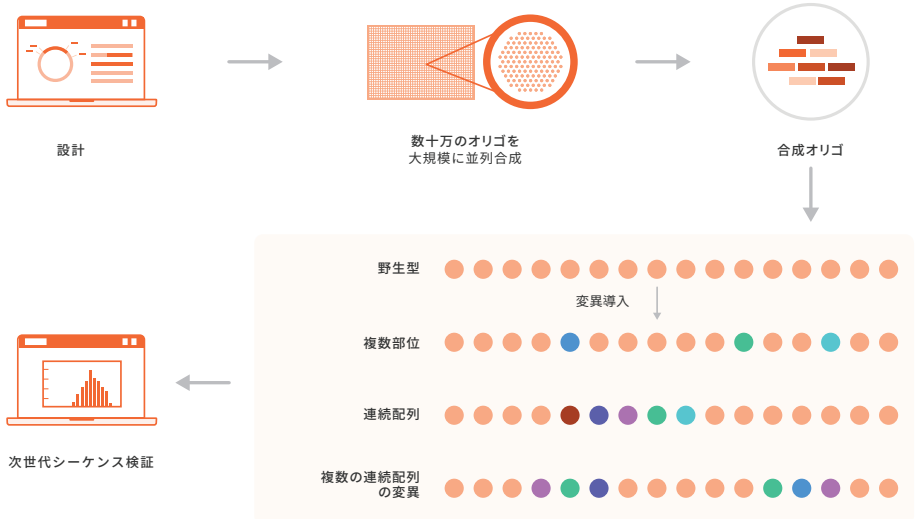 設計
数十万のオリゴを
大規模に並列合成
合成オリゴ
野生型
変異導入
複数部位
連続配列
複数の連続配列
の変異
次世代シーケンス検証